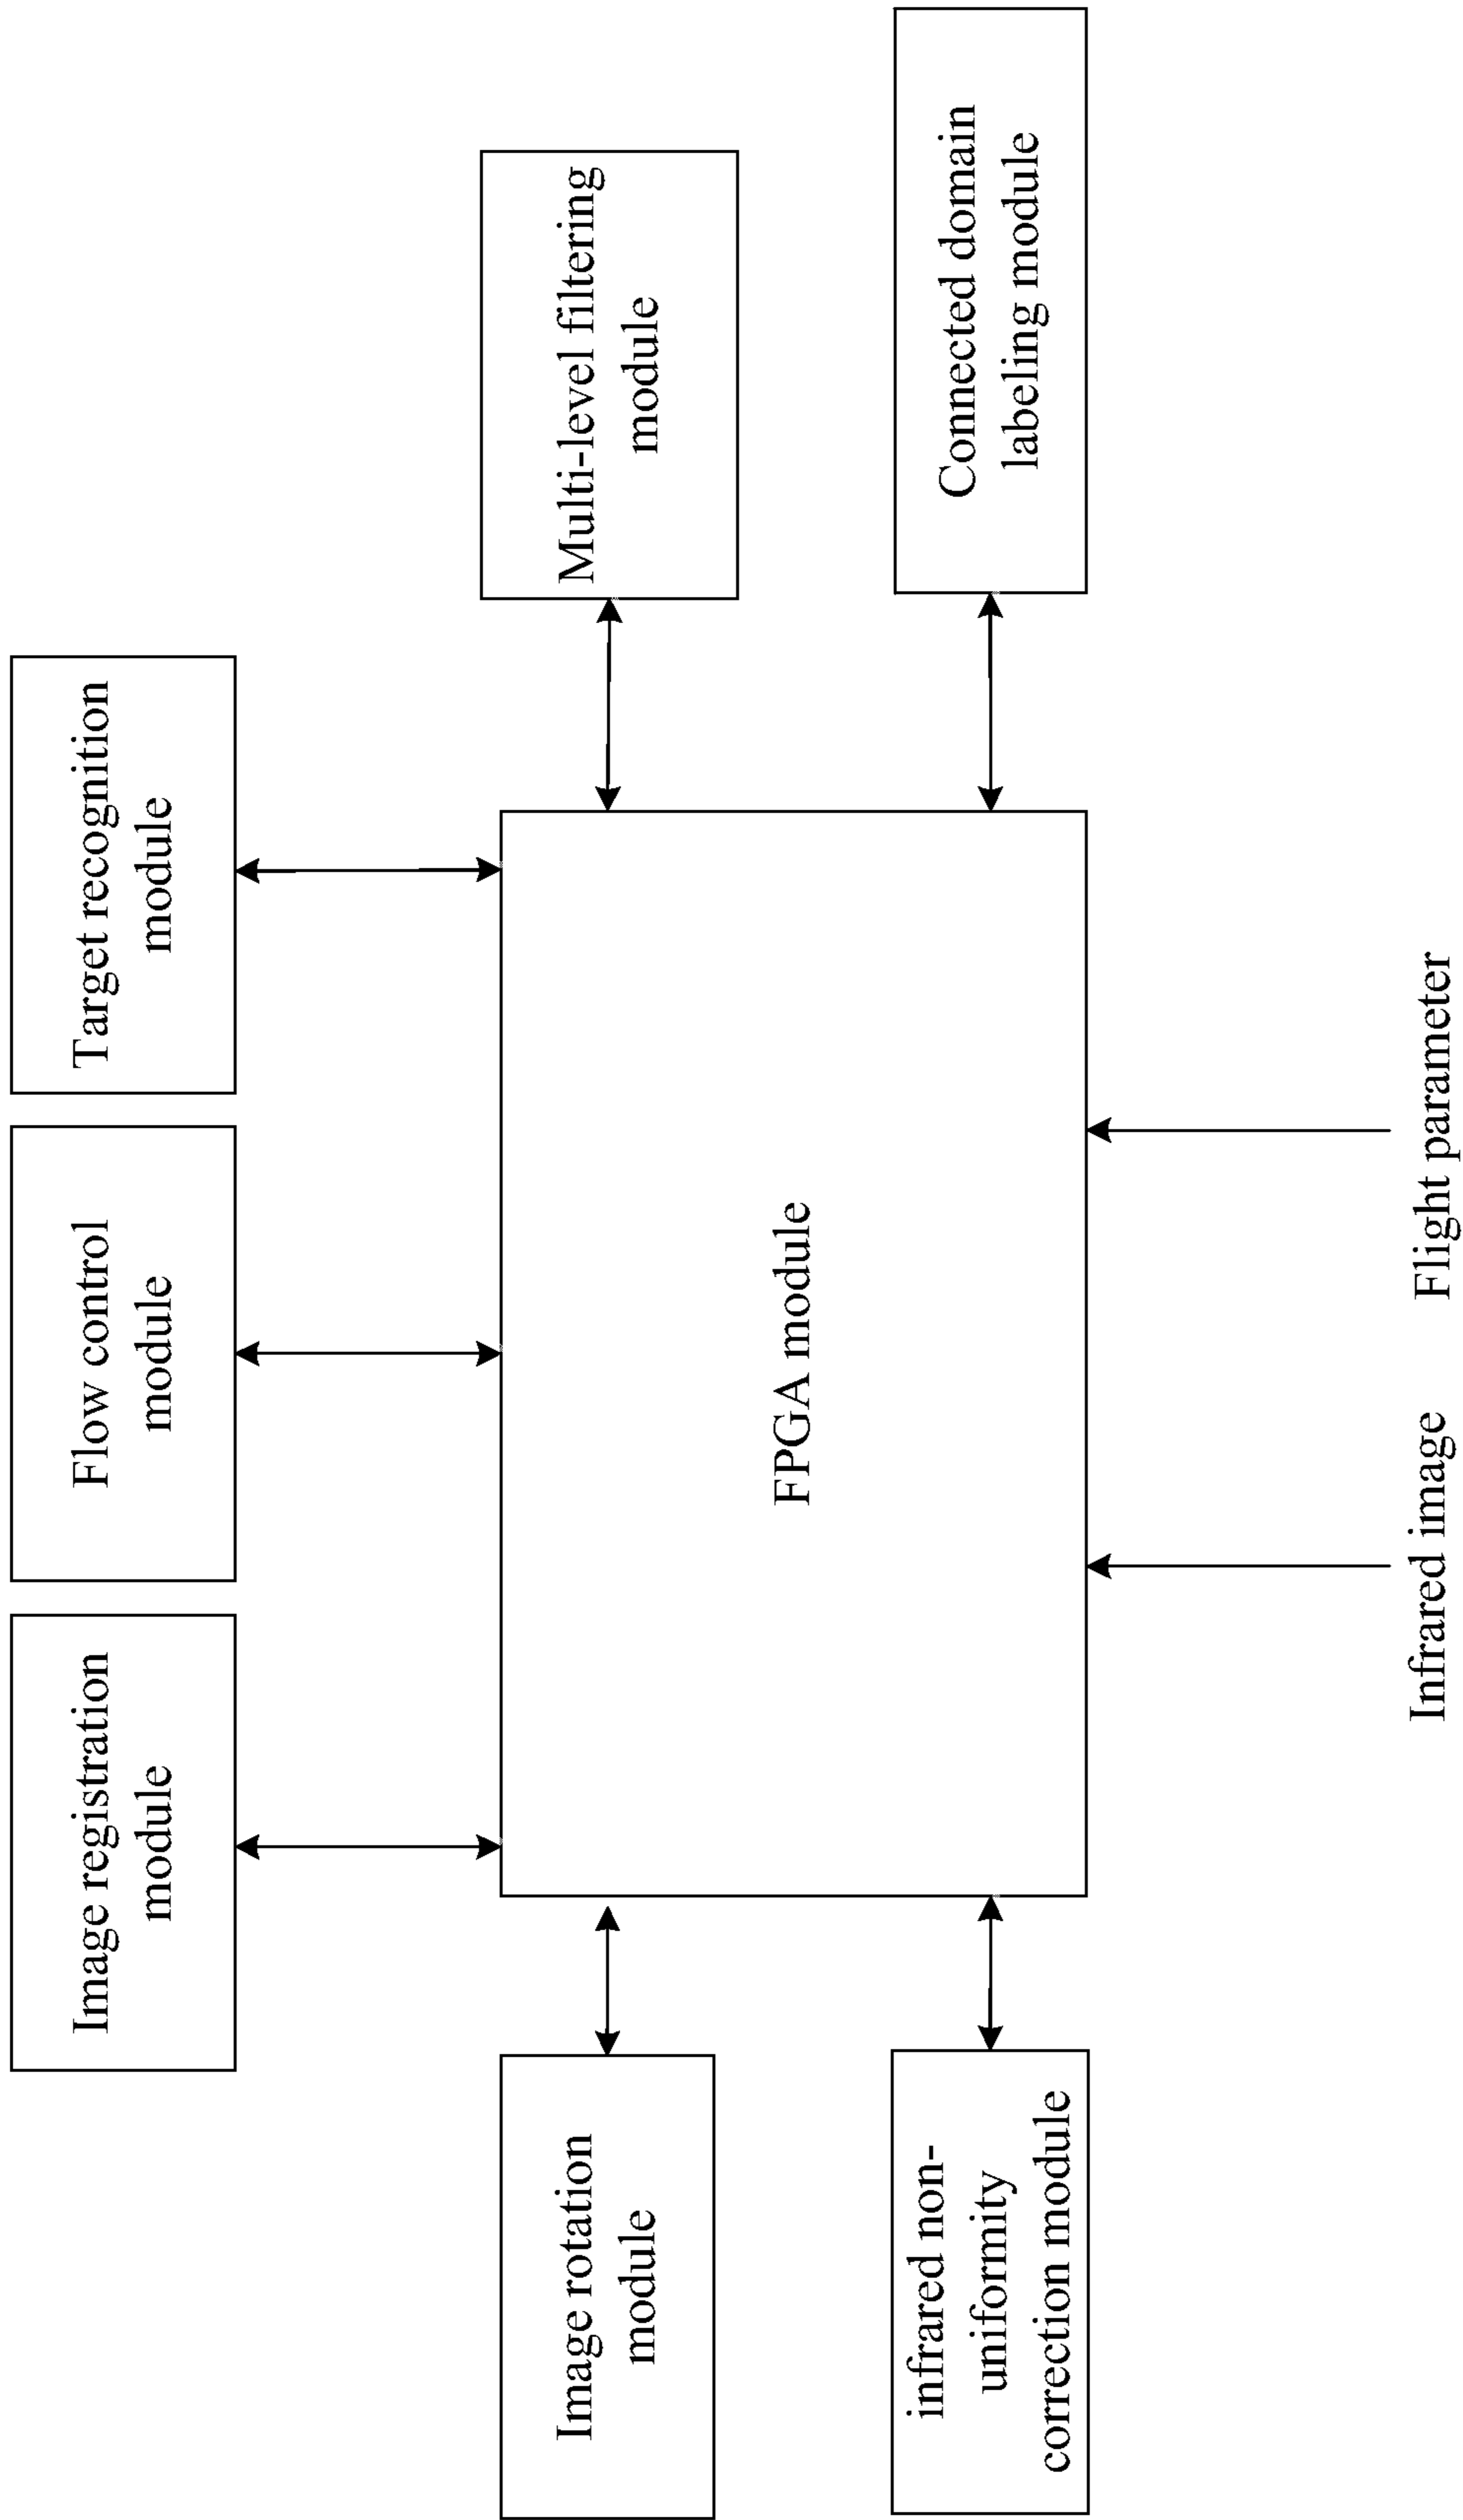 Image registration
module
Flow control
module
Target recognition
module
Image rotation
module
Multi-level filtering
module
FPGA module
infrared non-
uniformity
correction module
Connected domain
labeling module
Infrared image
Flight parameter